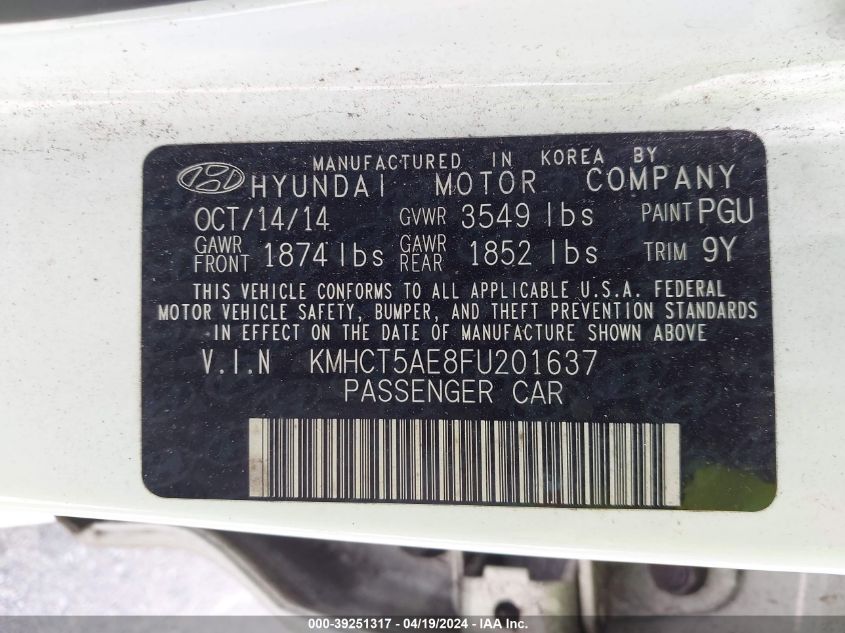 MANUFACTURED IN KOREA BY
HYUNDAI MOTOR COMPANY
OCT/14/14 GVWR 3549 lbs PAINT PGU
GAWR FRONT 1874 lbs GAWR REAR 1852 lbs TRIM 9Y
THIS VEHICLE CONFORMS TO ALL APPLICABLE U.S.A. FEDERAL
MOTOR VEHICLE SAFETY, BUMPER, AND THEFT PREVENTION STANDARDS
IN EFFECT ON THE DATE OF MANUFACTURE SHOWN ABOVE
V.I.N KMHCT5AE8FU201637
PASSENGER CAR
000-39251317 - 04/19/2024 - IAA Inc.